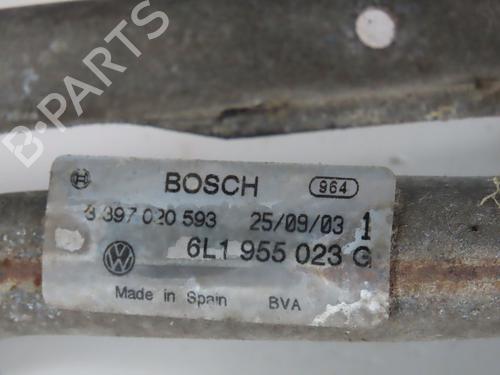 B-PARTS
BOSCH 964
3 397 020 593 25/09/03 1
6L1 955 023 G
Made in Spain BVA